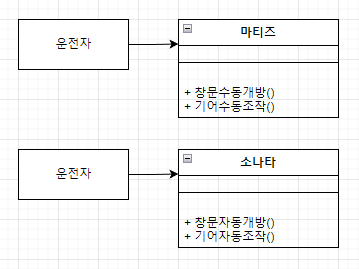 운전자
마티즈
+ 창문수동개방()
+ 기어수동조작()
운전자
소나타
+ 창문자동개방()
+ 기어자동조작()